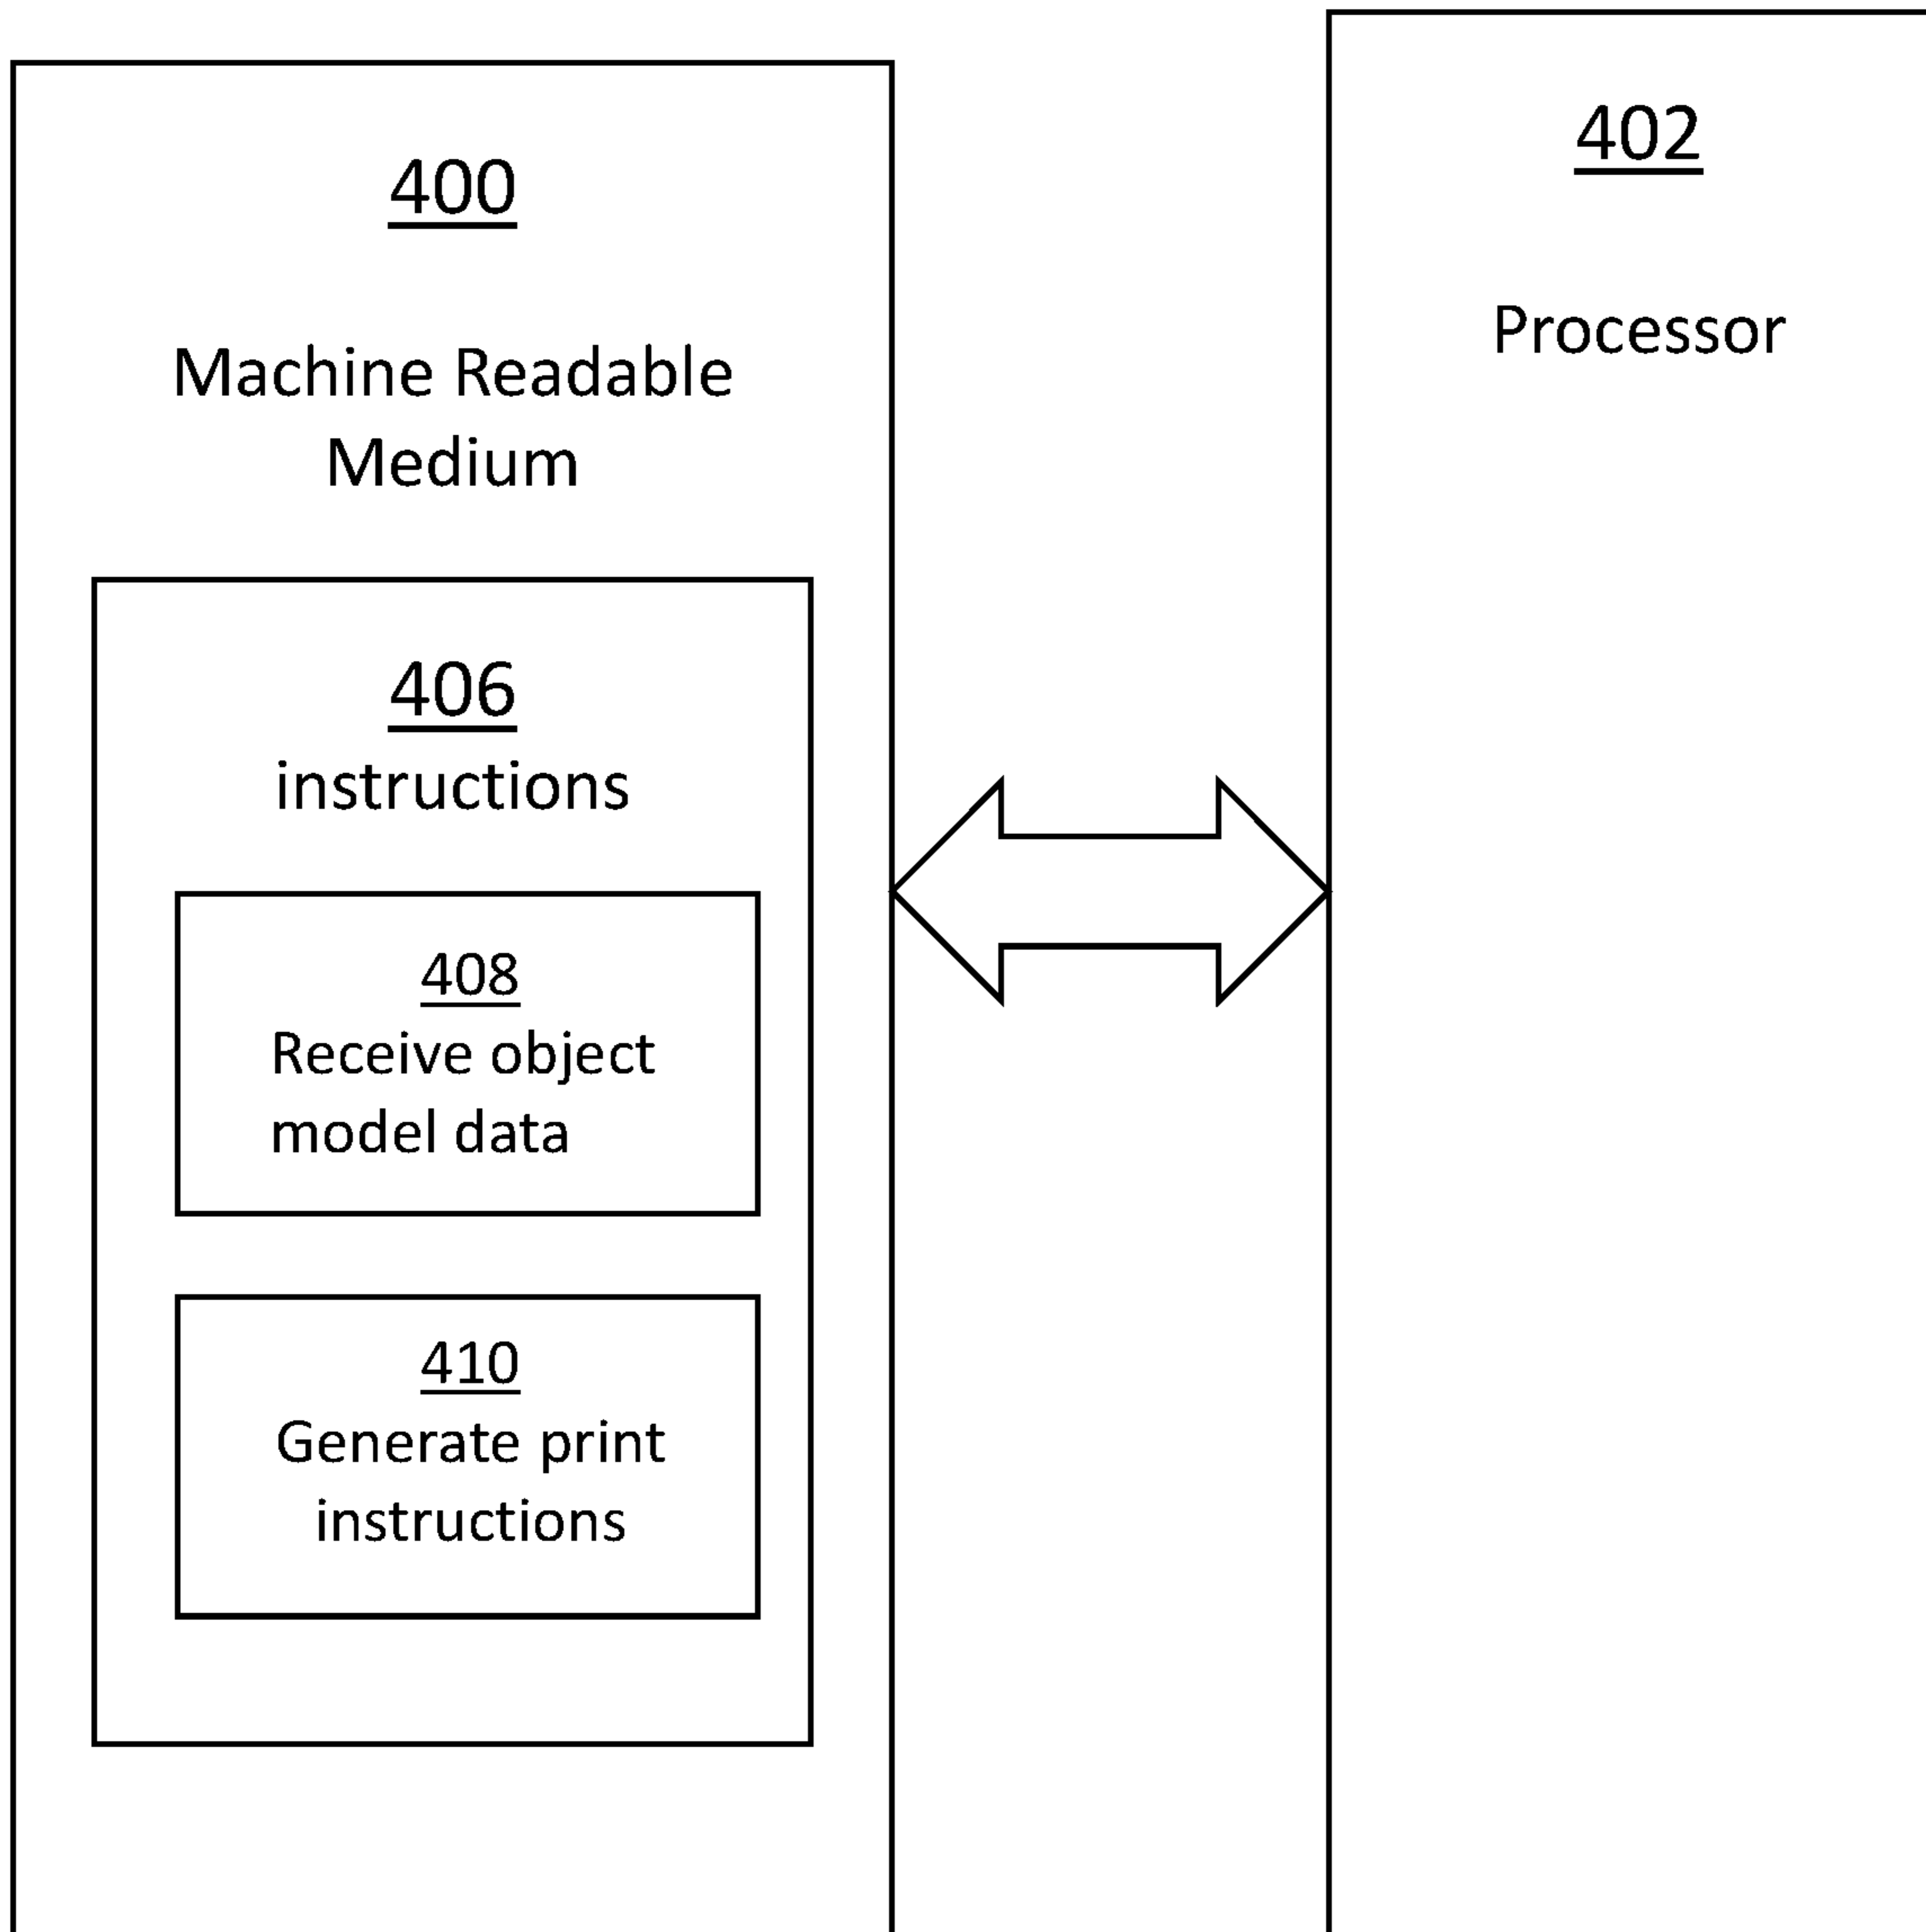 400
Machine Readable
Medium
406
instructions
408
Receive object
model data
410
Generate print
instructions
402
Processor